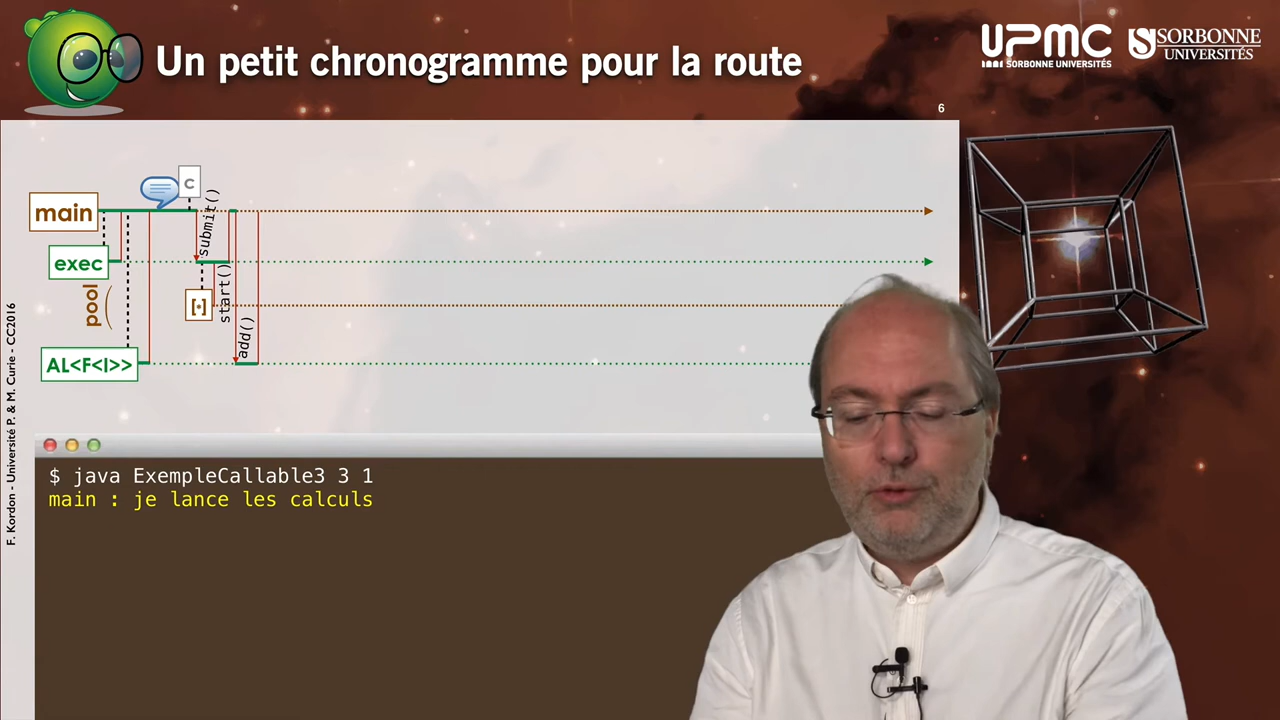 Un petit chronogramme pour la route
UPMC
SORBONNE UNIVERSITÉS
SORBONNE
UNIVERSITÉS
6
C
main
submit()
exec
start()
pool
[·]
add()
AL<F<I>>
F. Kordon - Université P. & M. Curie - CC2016
$ java ExempleCallable3 3 1
main : je lance les calculs